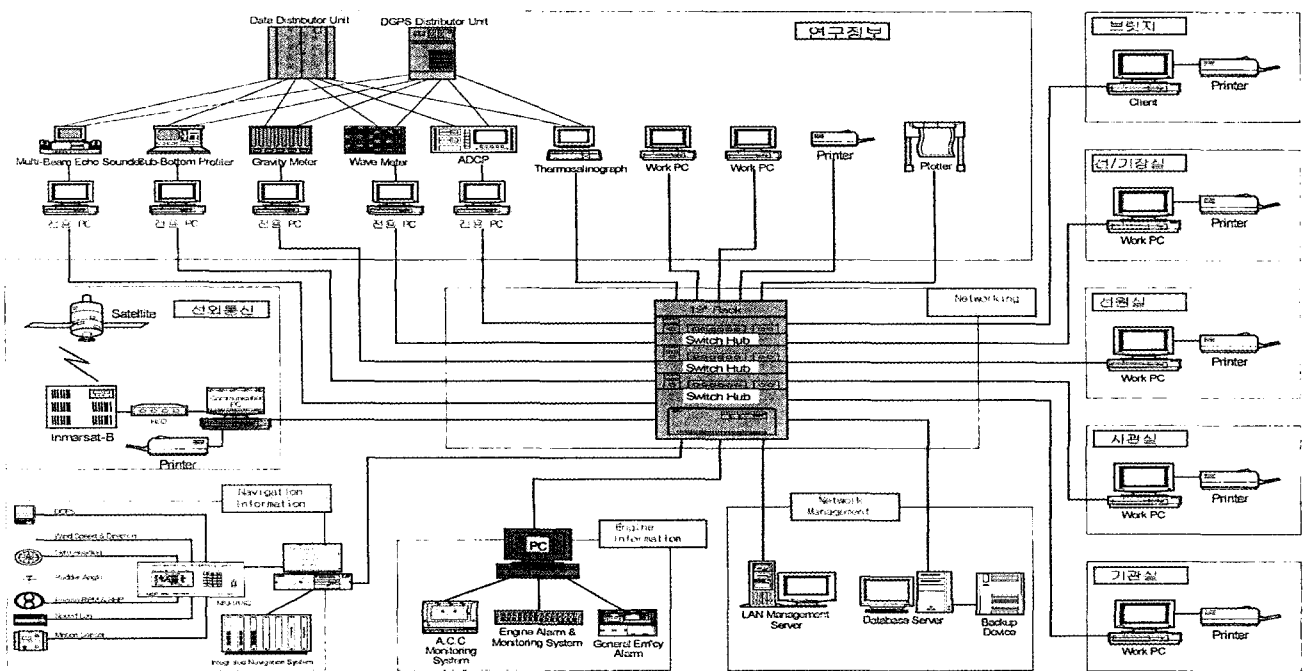 Data Distributor Unit
DGPS Distributor Unit
연구정보
Multi-Beam Echo Sounder
Sub-Bottom Profiler
Gravity Meter
Wave Meter
ADCP
Thermosalinograph
Work PC
Work PC
Printer
Plotter
전용 PC
전용 PC
전용 PC
전용 PC
전용 PC
브릿지
Client
Printer
선/기장실
Work PC
Printer
선원실
Work PC
Printer
사관실
Work PC
Printer
기관실
Work PC
Printer
Satellite
선외통신
Communication PC
Inmarsat-B
Printer
Networking
19" Rack
Switch Hub
Switch Hub
Switch Hub
Navigation
Information
Wind Speed & Direction
Rudder Angle
Speed Log
Integrated Navigation System
PC
Engine
Information
A.C.C
Monitoring
System
Engine Alarm &
Monitoring System
General Em'cy
Alarm
Network
Management
LAN Management
Server
Database Server
Backup
Device